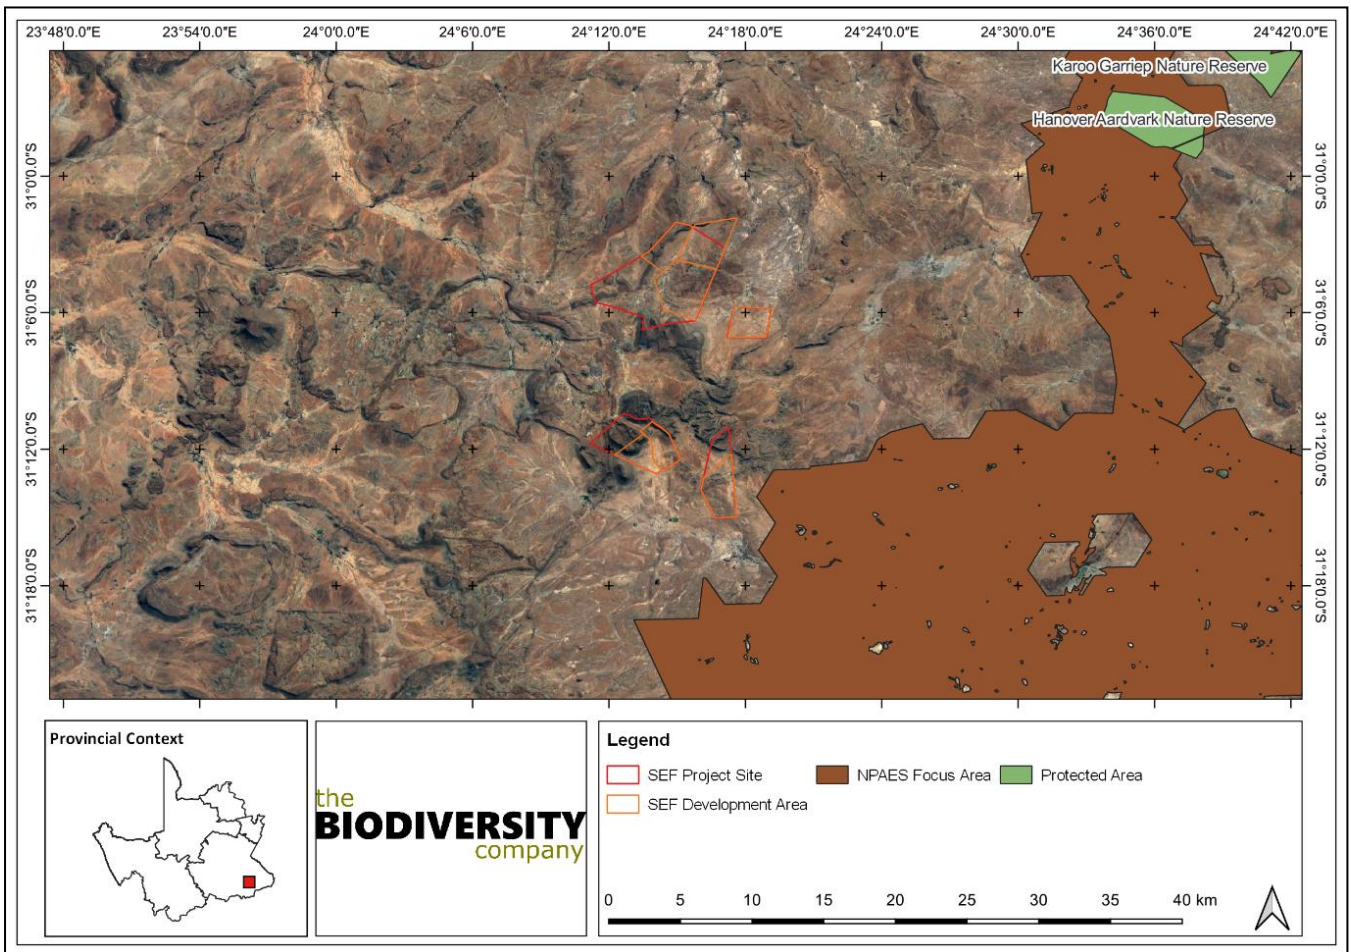 23°48'0.0"E 23°54'0.0"E 24°0'0.0"E 24°6'0.0"E 24°12'0.0"E 24°18'0.0"E 24°24'0.0"E 24°30'0.0"E 24°36'0.0"E 24°42'0.0"E
Karoo Garriep Nature Reserve
Hanover Aardvark Nature Reserve
31°0'0.0"S 31°0'0.0"S
31°6'0.0"S 31°6'0.0"S
31°12'0.0"S 31°12'0.0"S
31°18'0.0"S 31°18'0.0"S
Provincial Context
the
BIODIVERSITY
company
Legend
SEF Project Site NPAES Focus Area Protected Area
SEF Development Area
0 5 10 15 20 25 30 35 40 km